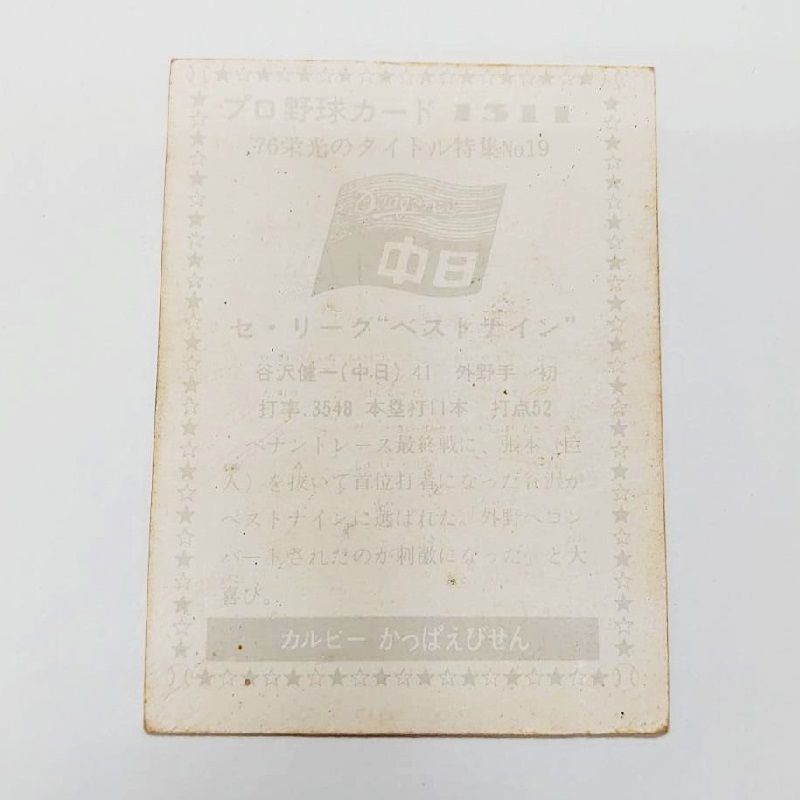 プロ野球カード 1311
'76栄光のタイトル特集No.19
Dragons
中日
セ・リーグ“ベストナイン”
谷沢健一(中日) 41 外野手 初
打率.3548 本塁打11本 打点52
ペナントレース最終戦に、張本(巨
人)を抜いて首位打者になった谷沢が
ベストナインに選ばれた。外野へコン
バートされたのが刺激になった、と大
喜び。
カルビー かっぱえびせん